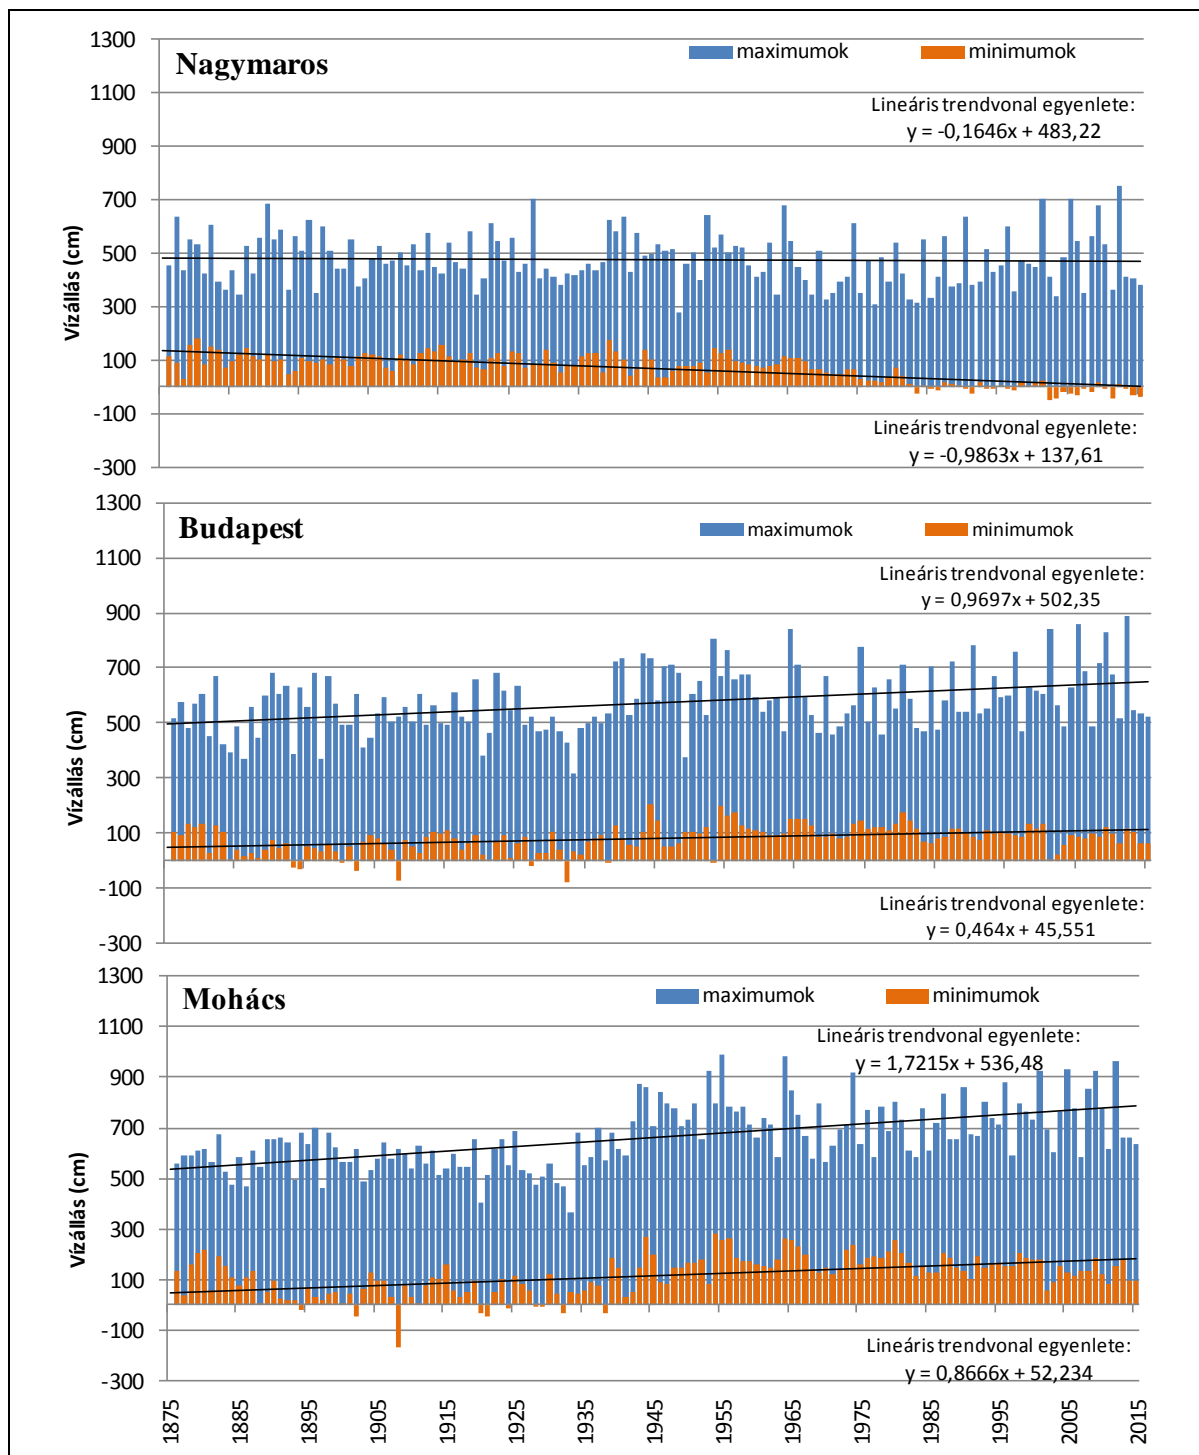 Nagymaros
maximumok minimumok
Lineáris trendvonal egyenlete:
y = -0,1646x + 483,22
Lineáris trendvonal egyenlete:
y = -0,9863x + 137,61
Vízállás (cm)
1300
1100
900
700
500
300
100
-100
-300
Budapest
maximumok minimumok
Lineáris trendvonal egyenlete:
y = 0,9697x + 502,35
Lineáris trendvonal egyenlete:
y = 0,464x + 45,551
Vízállás (cm)
1300
1100
900
700
500
300
100
-100
-300
Mohács
maximumok minimumok
Lineáris trendvonal egyenlete:
y = 1,7215x + 536,48
Lineáris trendvonal egyenlete:
y = 0,8666x + 52,234
Vízállás (cm)
1300
1100
900
700
500
300
100
-100
-300
1875 1885 1895 1905 1915 1925 1935 1945 1955 1965 1975 1985 1995 2005 2015